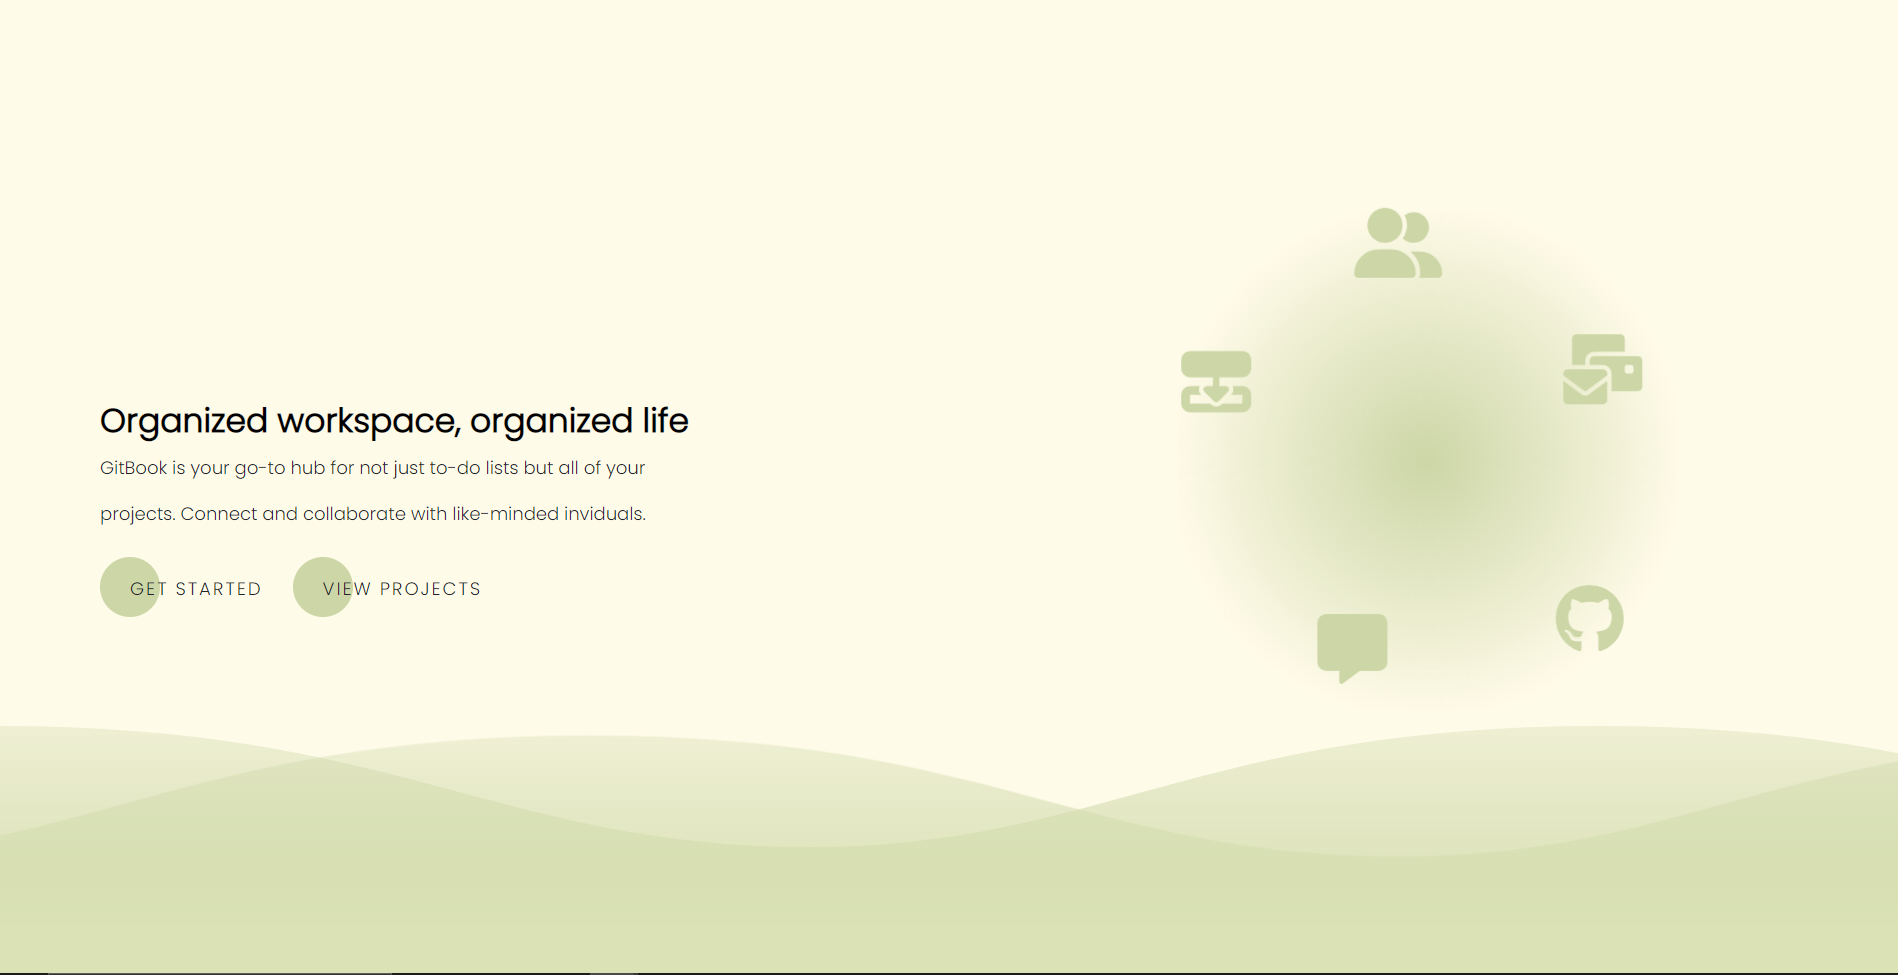 Organized workspace, organized life
GitBook is your go-to hub for not just to-do lists but all of your
projects. Connect and collaborate with like-minded inviduals.
GET STARTED
VIEW PROJECTS